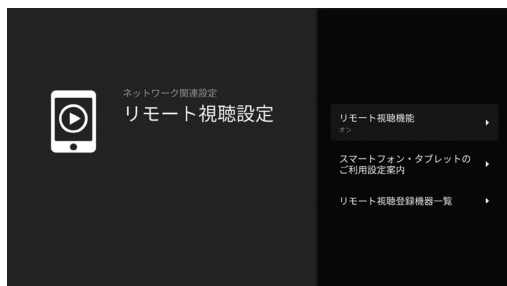 ネットワーク関連設定
リモート視聴設定
リモート視聴機能
オン
スマートフォン・タブレットの
ご利用設定案内
リモート視聴登録機器一覧